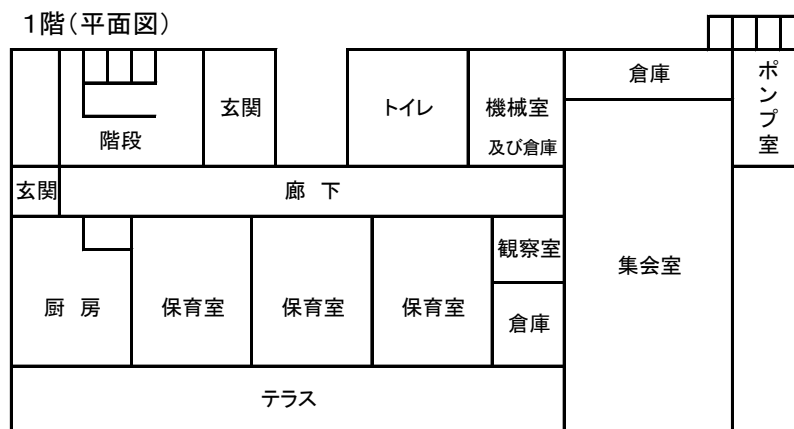 1階(平面図)
倉庫
ポンプ室
玄関
トイレ
機械室
及び倉庫
階段
玄関
廊 下
観察室
集会室
厨 房
保育室
保育室
保育室
倉庫
テラス